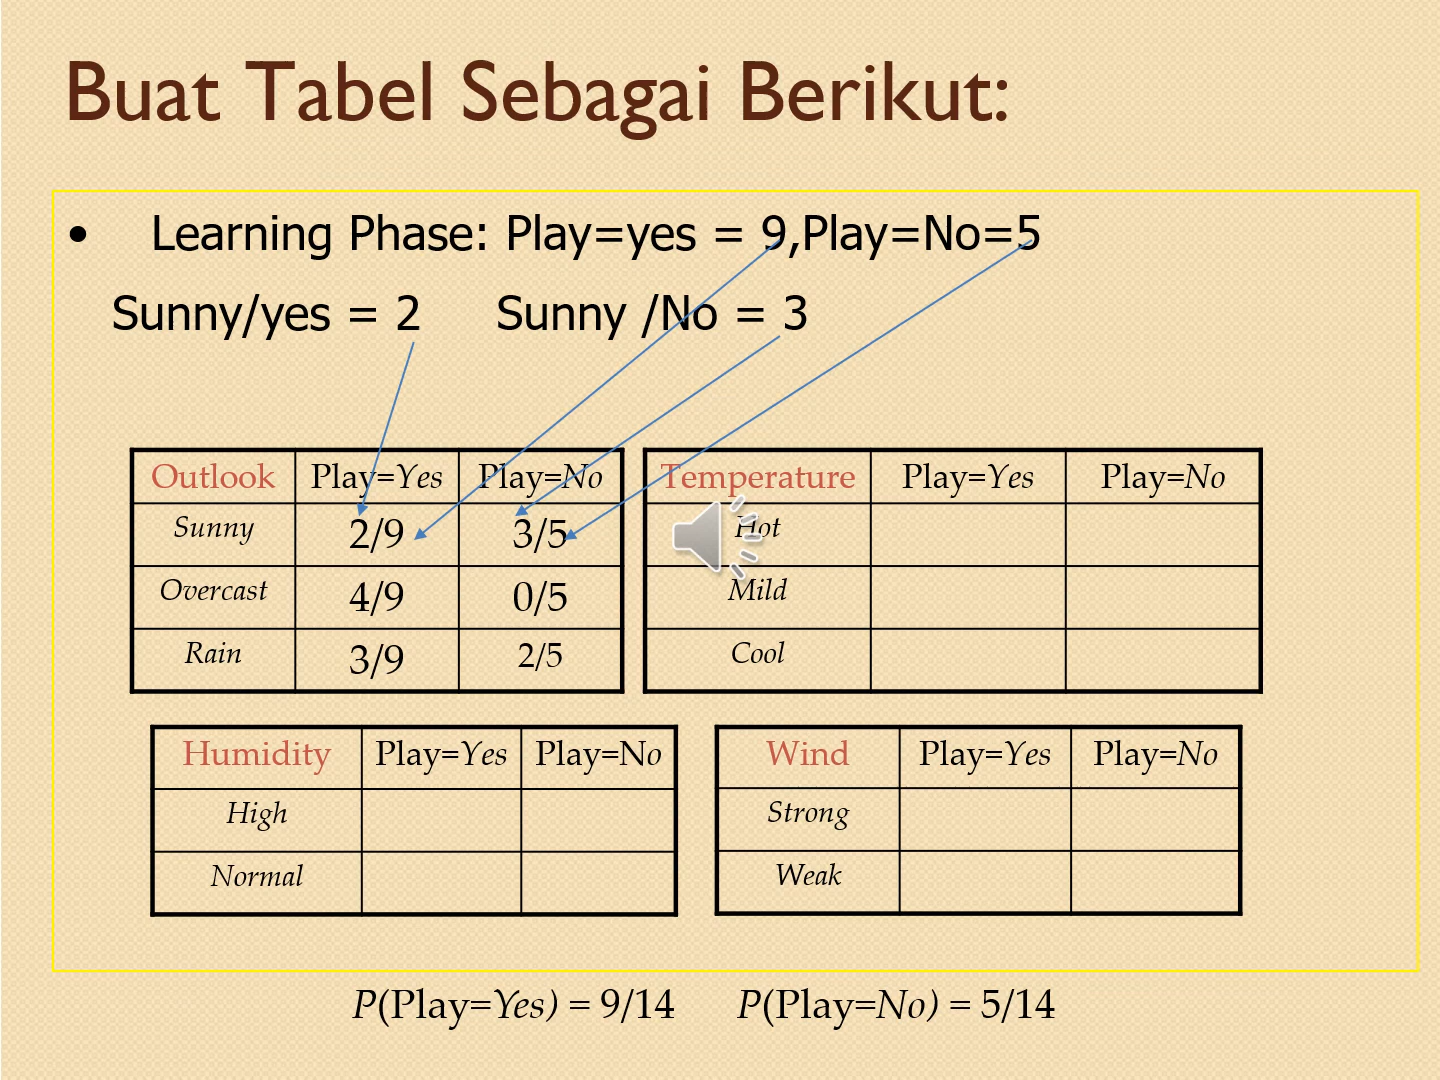 Buat Tabel Sebagai Berikut:
• Learning Phase: Play=yes = 9,Play=No=5
Sunny/yes = 2 Sunny /No = 3
Outlook Play=Yes Play=No
Sunny 2/9 3/5
Overcast 4/9 0/5
Rain 3/9 2/5
Temperature Play=Yes Play=No
Hot
Mild
Cool
Humidity Play=Yes Play=No
High
Normal
Wind Play=Yes Play=No
Strong
Weak
P(Play=Yes) = 9/14 P(Play=No) = 5/14